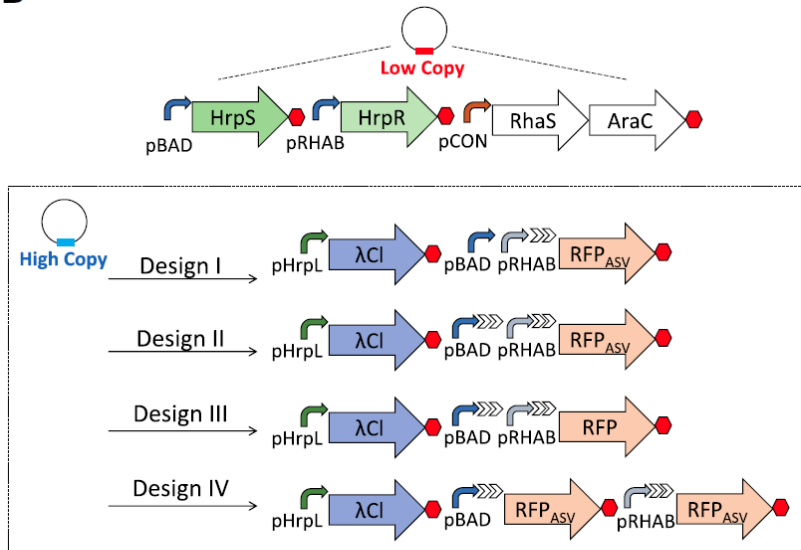 Low Copy
HrpS HrpR RhaS AraC
pBAD pRHAB pCON
High Copy
Design I
pHrpL λCI pBAD pRHAB RFPASV
Design II
pHrpL λCI pBAD pRHAB RFPASV
Design III
pHrpL λCI pBAD pRHAB RFP
Design IV
pHrpL λCI pBAD RFPASV pRHAB RFPASV